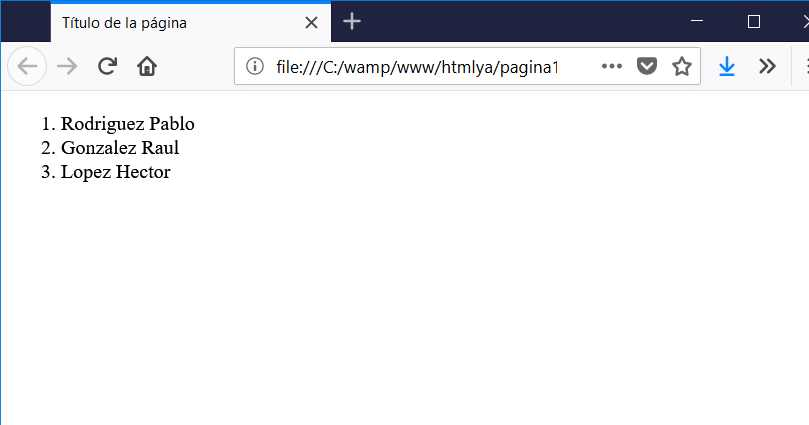 Título de la página
file:///C:/wamp/www/htmlya/pagina1
1. Rodriguez Pablo
2. Gonzalez Raul
3. Lopez Hector